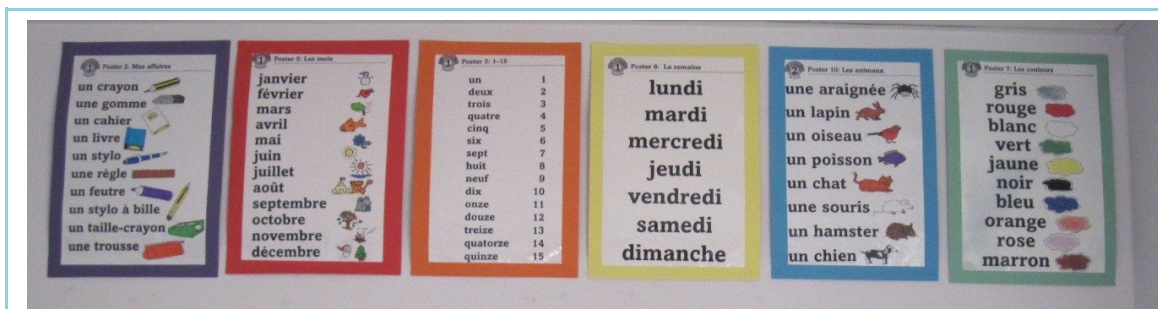 1 Poster 2: Mes affaires
un crayon
une gomme
un cahier
un livre
un stylo
une règle
un feutre
un stylo à bille
un taille-crayon
une trousse
1 Poster 5: Les mois
janvier
février
mars
avril
mai
juin
juillet
août
septembre
octobre
novembre
décembre
1 Poster 3: 1-15
un 1
deux 2
trois 3
quatre 4
cinq 5
six 6
sept 7
huit 8
neuf 9
dix 10
onze 11
douze 12
treize 13
quatorze 14
quinze 15
1 Poster 6: La semaine
lundi
mardi
mercredi
jeudi
vendredi
samedi
dimanche
2 Poster 10: Les animaux
une araignée
un lapin
un oiseau
un poisson
un chat
une souris
un hamster
un chien
1 Poster 7: Les couleurs
gris
rouge
blanc
vert
jaune
noir
bleu
orange
rose
marron